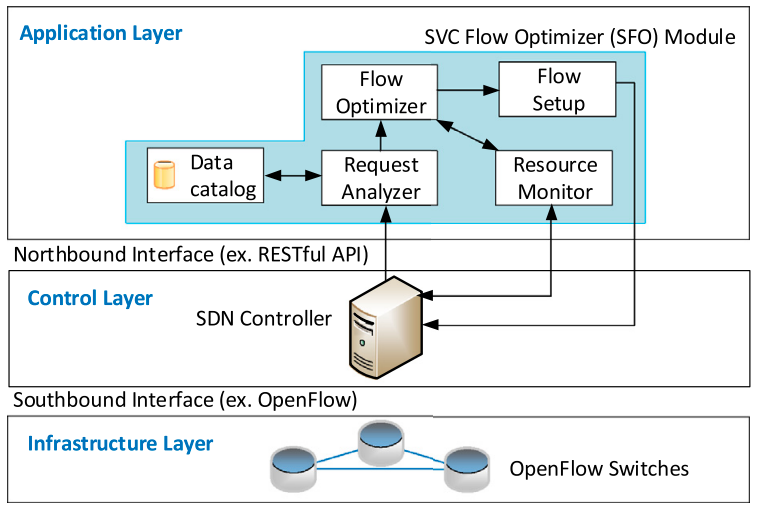 Application Layer
SVC Flow Optimizer (SFO) Module
Flow
Optimizer
Flow
Setup
Data
catalog
Request
Analyzer
Resource
Monitor
Northbound Interface (ex. RESTful API)
Control Layer
SDN Controller
Southbound Interface (ex. OpenFlow)
Infrastructure Layer
OpenFlow Switches